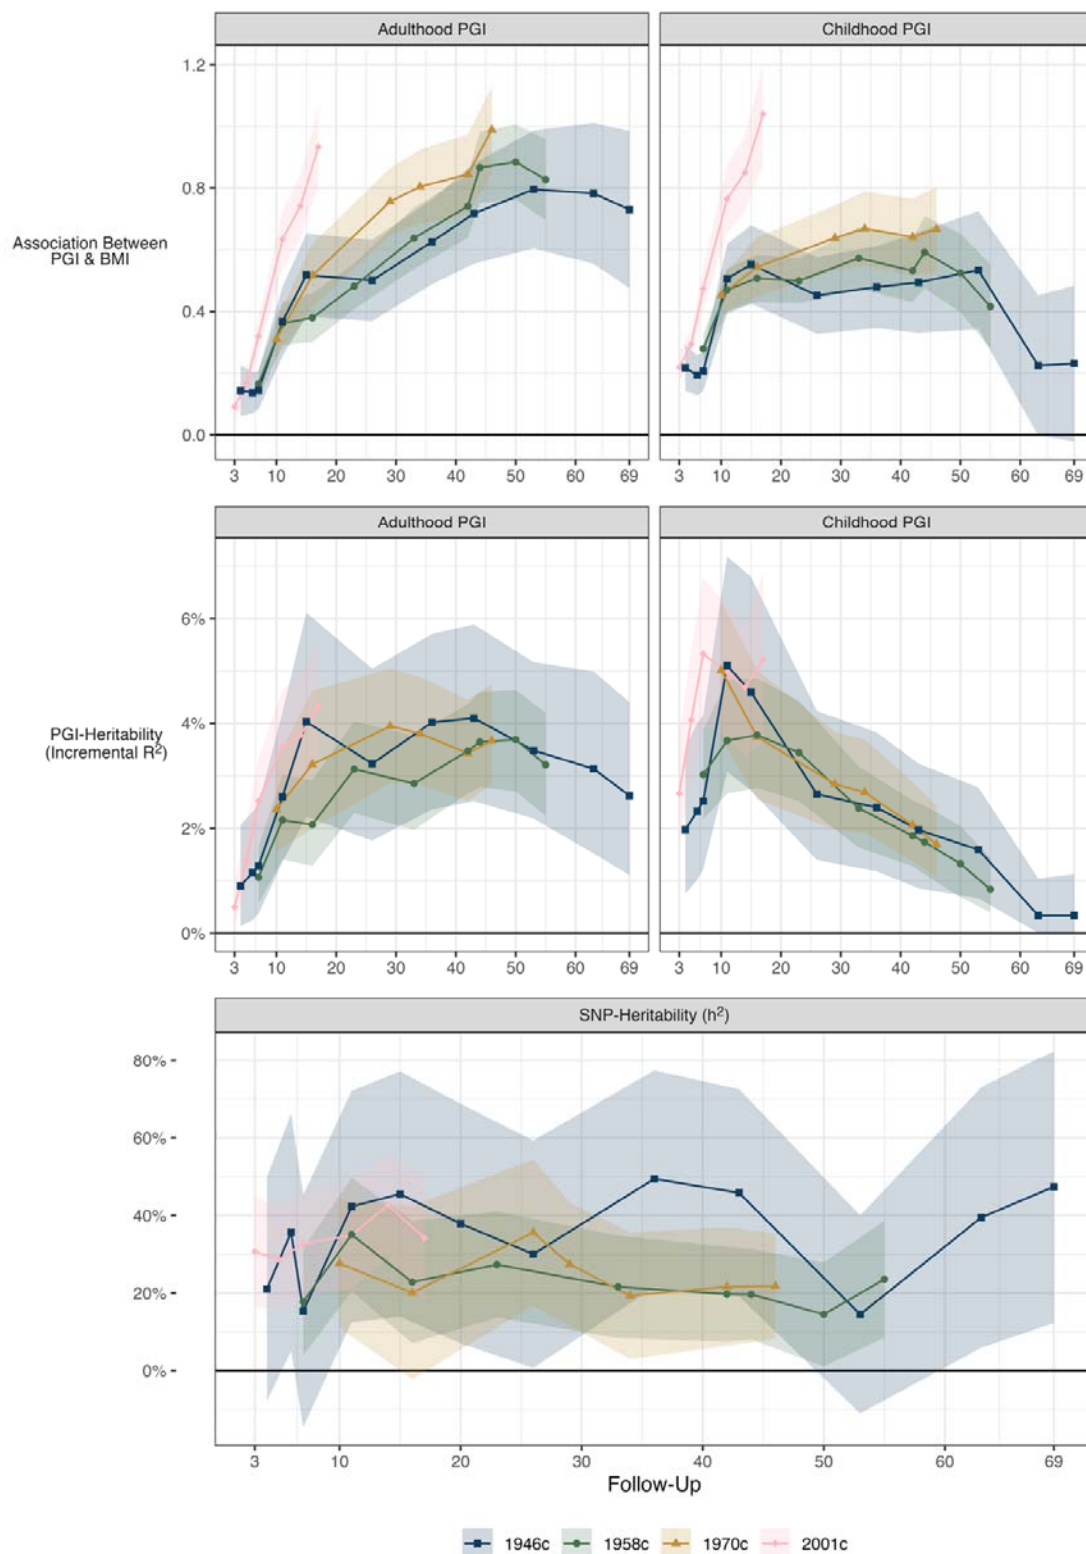 Adulthood PGI
Childhood PGI
Association Between
PGI & BMI
1.2
0.8
0.4
0.0
3 10 20 30 40 50 60 69
3 10 20 30 40 50 60 69
Adulthood PGI
Childhood PGI
PGI-Heritability
(Incremental R²)
6%
4%
2%
0%
3 10 20 30 40 50 60 69
3 10 20 30 40 50 60 69
SNP-Heritability (h²)
80%
60%
40%
20%
0%
3 10 20 30 40 50 60 69
Follow-Up
1946c 1958c 1970c 2001c